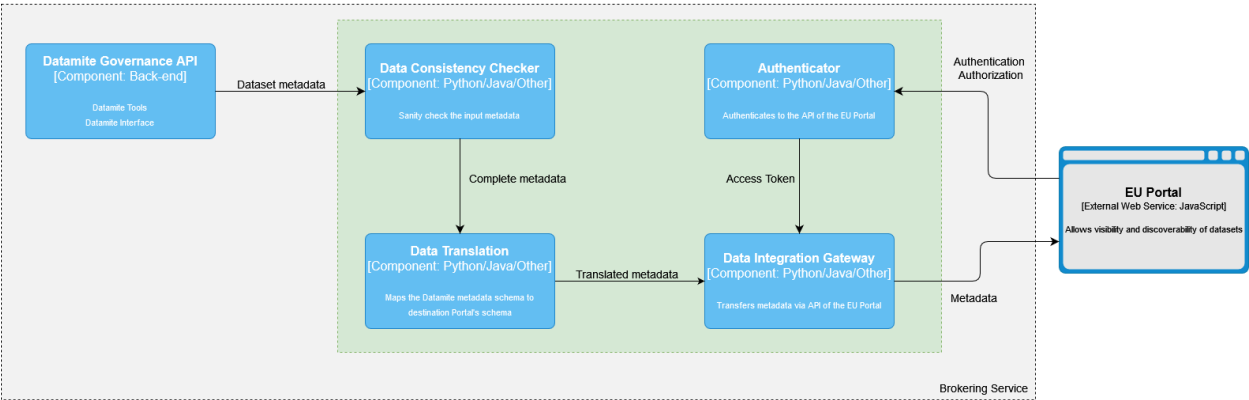 Datamite Governance API
[Component: Back-end]
Datamite Tools
Datamite Interface
Dataset metadata
Data Consistency Checker
[Component: Python/Java/Other]
Sanity check the input metadata
Authenticator
[Component: Python/Java/Other]
Authenticates to the API of the EU Portal
Authentication
Authorization
Complete metadata
Access Token
EU Portal
[External Web Service: JavaScript]
Allows visibility and discoverability of datasets
Data Translation
[Component: Python/Java/Other]
Maps the Datamite metadata schema to
destination Portal's schema
Translated metadata
Data Integration Gateway
[Component: Python/Java/Other]
Transfers metadata via API of the EU Portal
Metadata
Brokering Service